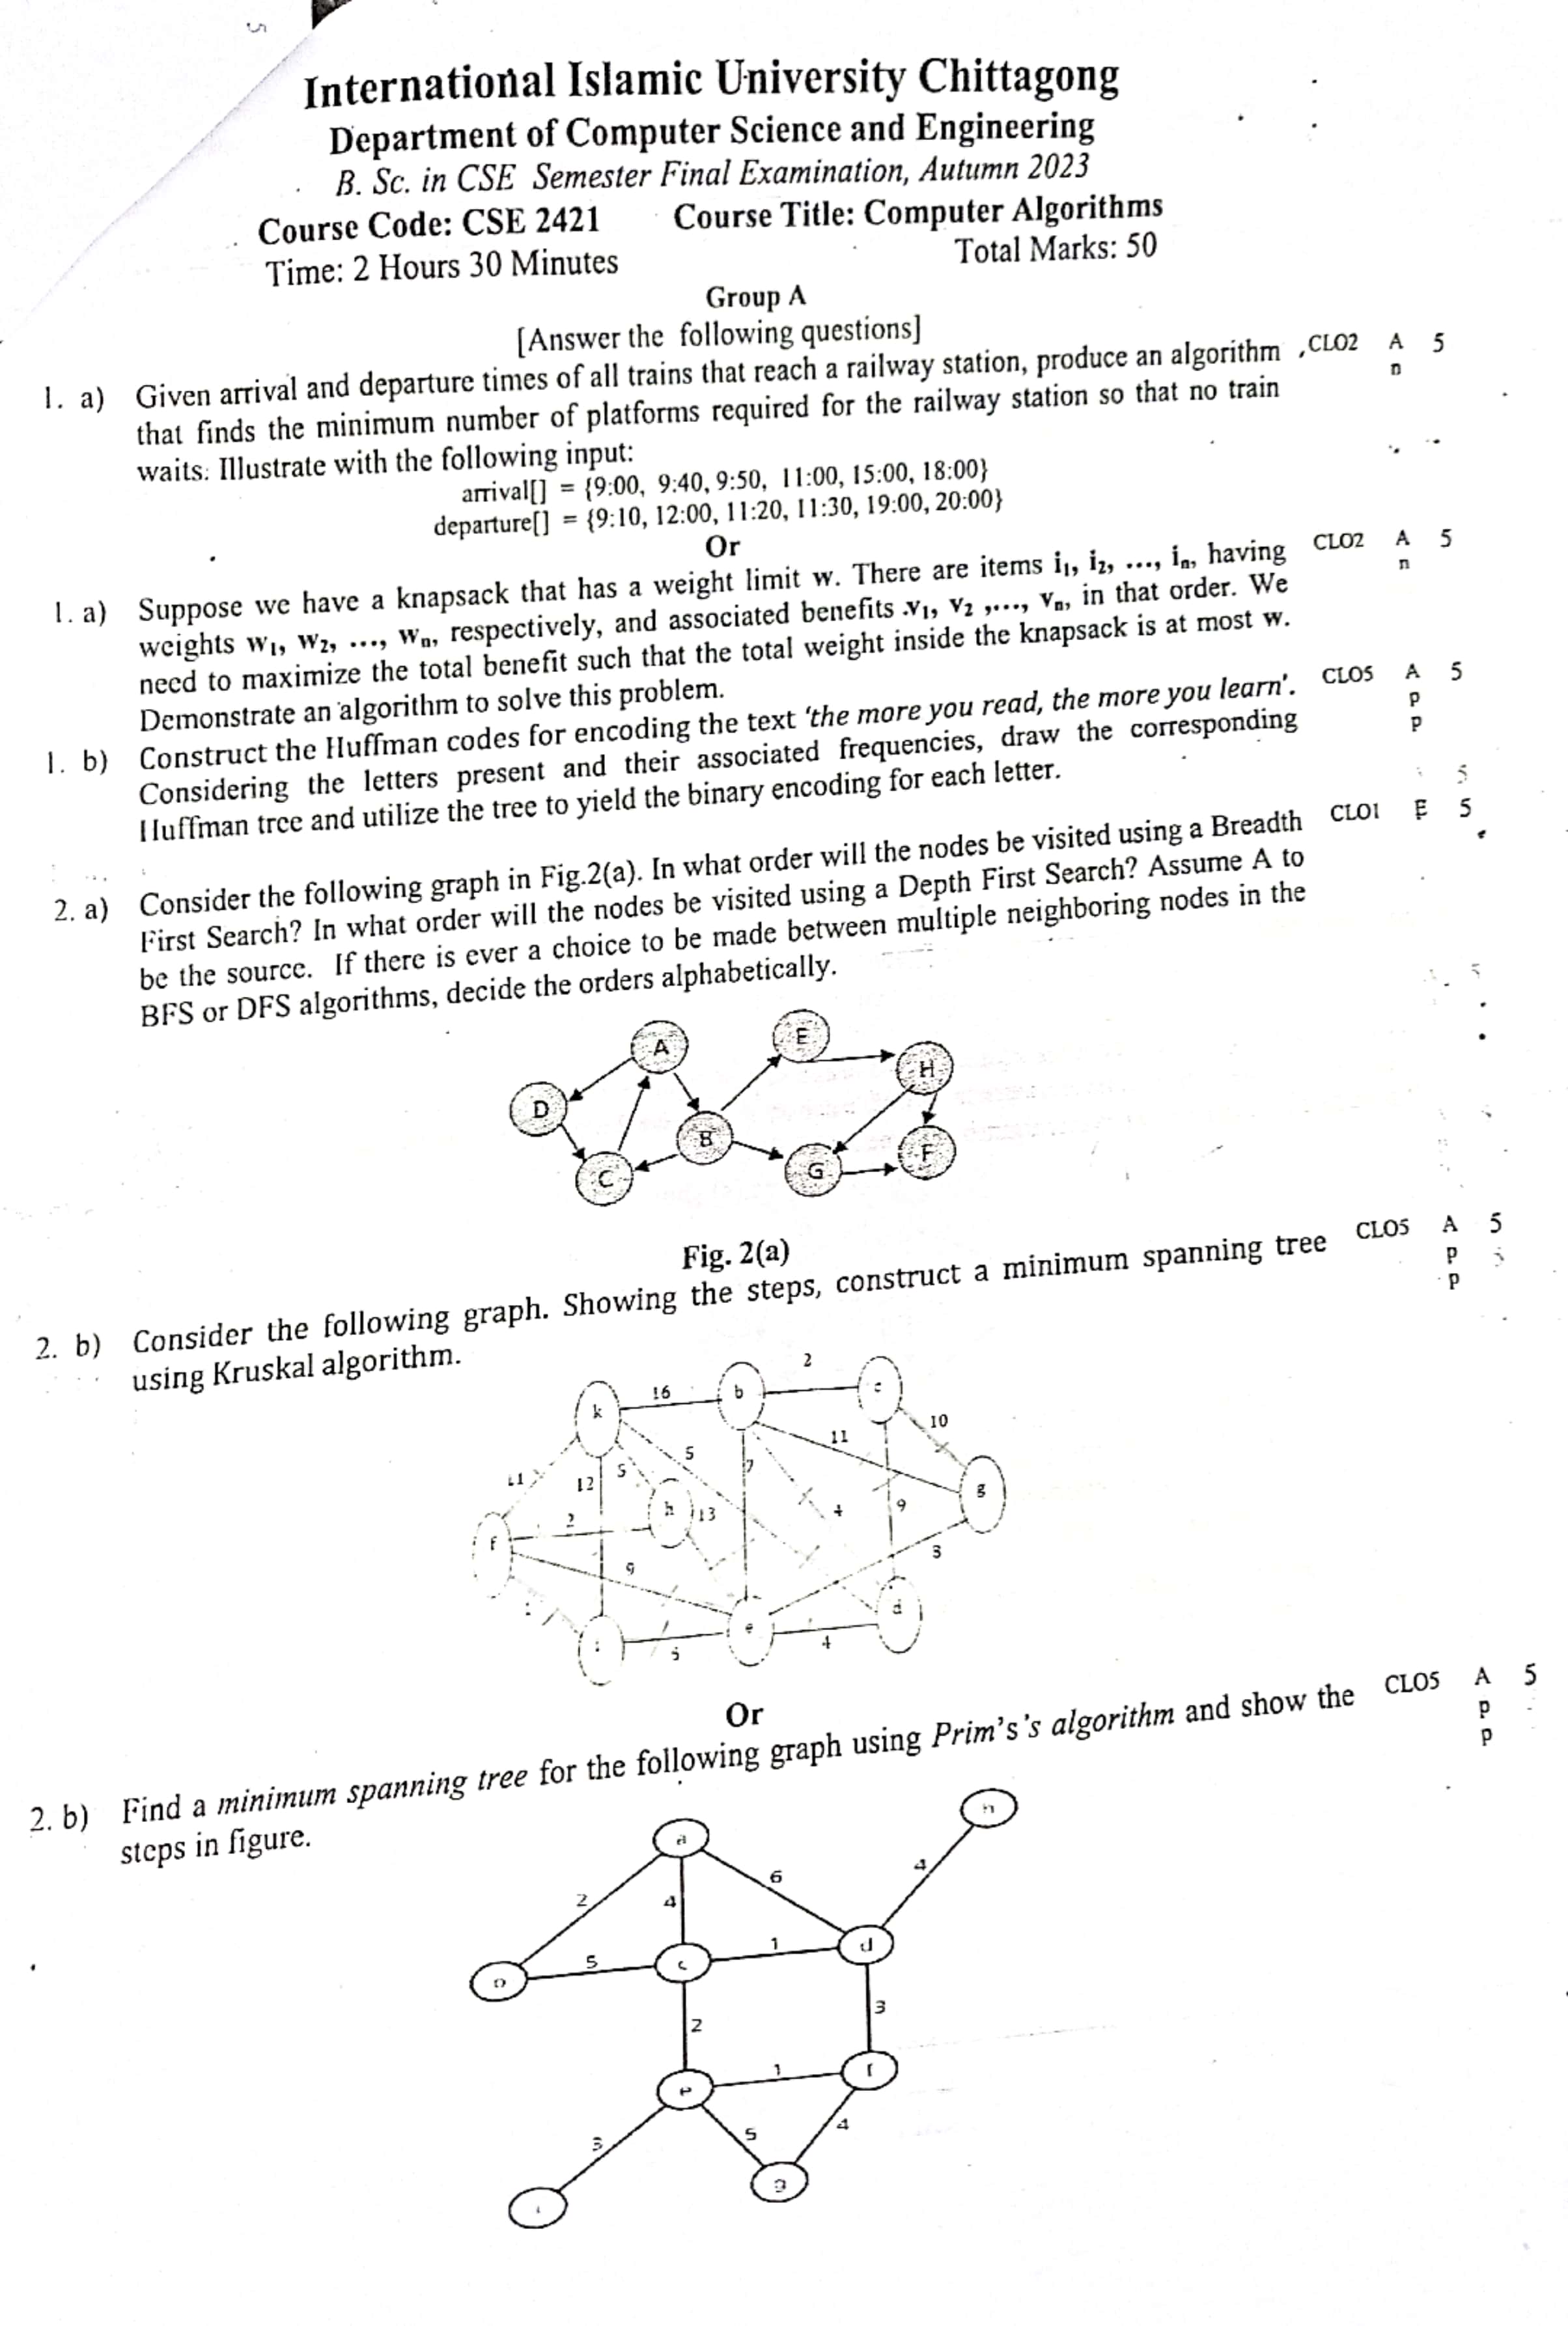 International Islamic University Chittagong
Department of Computer Science and Engineering
B. Sc. in CSE Semester Final Examination, Autumn 2023
Course Code: CSE 2421 Course Title: Computer Algorithms
Time: 2 Hours 30 Minutes Total Marks: 50
Group A
[Answer the following questions]
1. a) Given arrival and departure times of all trains that reach a railway station, produce an algorithm CLO2 An 5
that finds the minimum number of platforms required for the railway station so that no train
waits. Illustrate with the following input:
arrival[] = {9:00, 9:40, 9:50, 11:00, 15:00, 18:00}
departure[] = {9:10, 12:00, 11:20, 11:30, 19:00, 20:00}
Or
1. a) Suppose we have a knapsack that has a weight limit w. There are items i₁, i₂, ..., iₙ, having CLO2 An 5
weights w₁, w₂, ..., wₙ, respectively, and associated benefits v₁, v₂ ,..., vₙ, in that order. We
need to maximize the total benefit such that the total weight inside the knapsack is at most w.
Demonstrate an algorithm to solve this problem.
1. b) Construct the Huffman codes for encoding the text 'the more you read, the more you learn'. CLO5 App 5
Considering the letters present and their associated frequencies, draw the corresponding
Huffman tree and utilize the tree to yield the binary encoding for each letter.
2. a) Consider the following graph in Fig.2(a). In what order will the nodes be visited using a Breadth CLO1 E 5
First Search? In what order will the nodes be visited using a Depth First Search? Assume A to
be the source. If there is ever a choice to be made between multiple neighboring nodes in the
BFS or DFS algorithms, decide the orders alphabetically.
A E
H
D
B
C G F
Fig. 2(a)
2. b) Consider the following graph. Showing the steps, construct a minimum spanning tree CLO5 App 5
using Kruskal algorithm.
2
k 16 b c
10
11
5
12 5 7 g
h 13 4 9
f 2
3
9
d
e
4
Or
2. b) Find a minimum spanning tree for the following graph using Prim's's algorithm and show the CLO5 App 5
steps in figure.
h
a
4
6
2 4
1 d
5 c
3
2
1 f
e
5 4
3
g